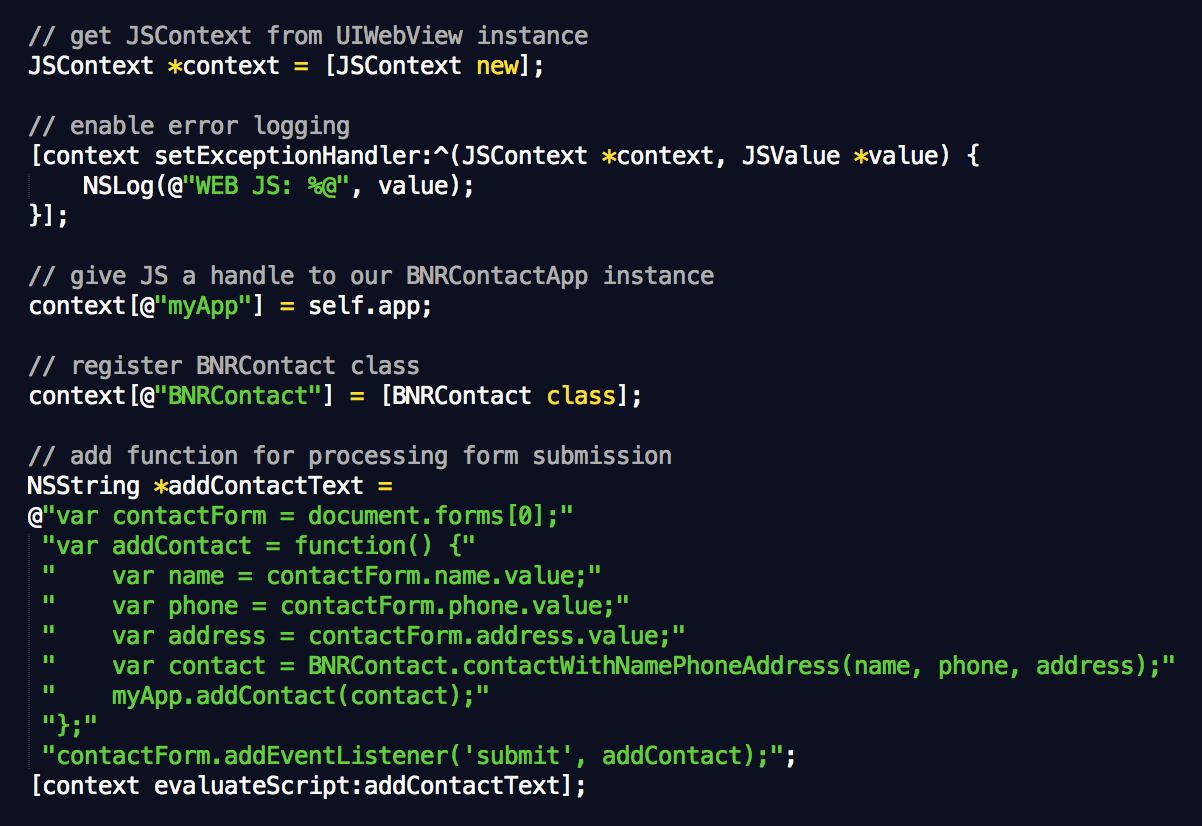 // get JSContext from UIWebView instance
JSContext *context = [JSContext new];

// enable error logging
[context setExceptionHandler:^(JSContext *context, JSValue *value) {
    NSLog(@"WEB JS: %@", value);
}];

// give JS a handle to our BNRContactApp instance
context[@"myApp"] = self.app;

// register BNRContact class
context[@"BNRContact"] = [BNRContact class];

// add function for processing form submission
NSString *addContactText =
@"var contactForm = document.forms[0];"
 "var addContact = function() {"
 "    var name = contactForm.name.value;"
 "    var phone = contactForm.phone.value;"
 "    var address = contactForm.address.value;"
 "    var contact = BNRContact.contactWithNamePhoneAddress(name, phone, address);"
 "    myApp.addContact(contact);"
 "};"
 "contactForm.addEventListener('submit', addContact);";
[context evaluateScript:addContactText];